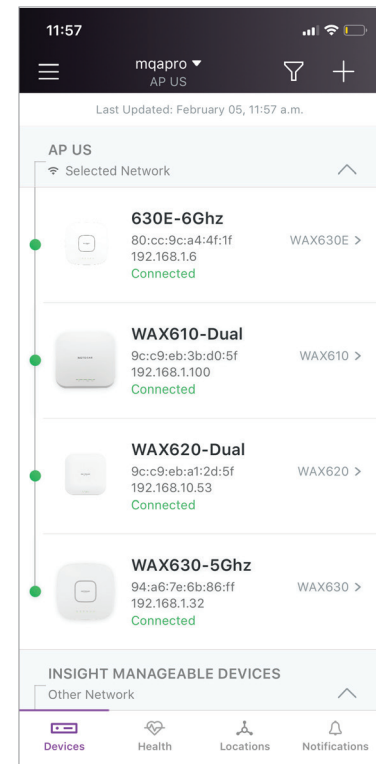 11:57
mqapro
AP US
Last Updated: February 05, 11:57 a.m.
AP US
Selected Network
630E-6Ghz
80:cc:9c:a4:4f:1f
WAX630E >
192.168.1.6
Connected
WAX610-Dual
9c:c9:eb:3b:d0:5f
WAX610 >
192.168.1.100
Connected
WAX620-Dual
9c:c9:eb:a1:2d:5f
WAX620 >
192.168.10.53
Connected
WAX630-5Ghz
94:a6:7e:6b:86:ff
WAX630 >
192.168.1.32
Connected
INSIGHT MANAGEABLE DEVICES
Other Network
Devices Health Locations Notifications